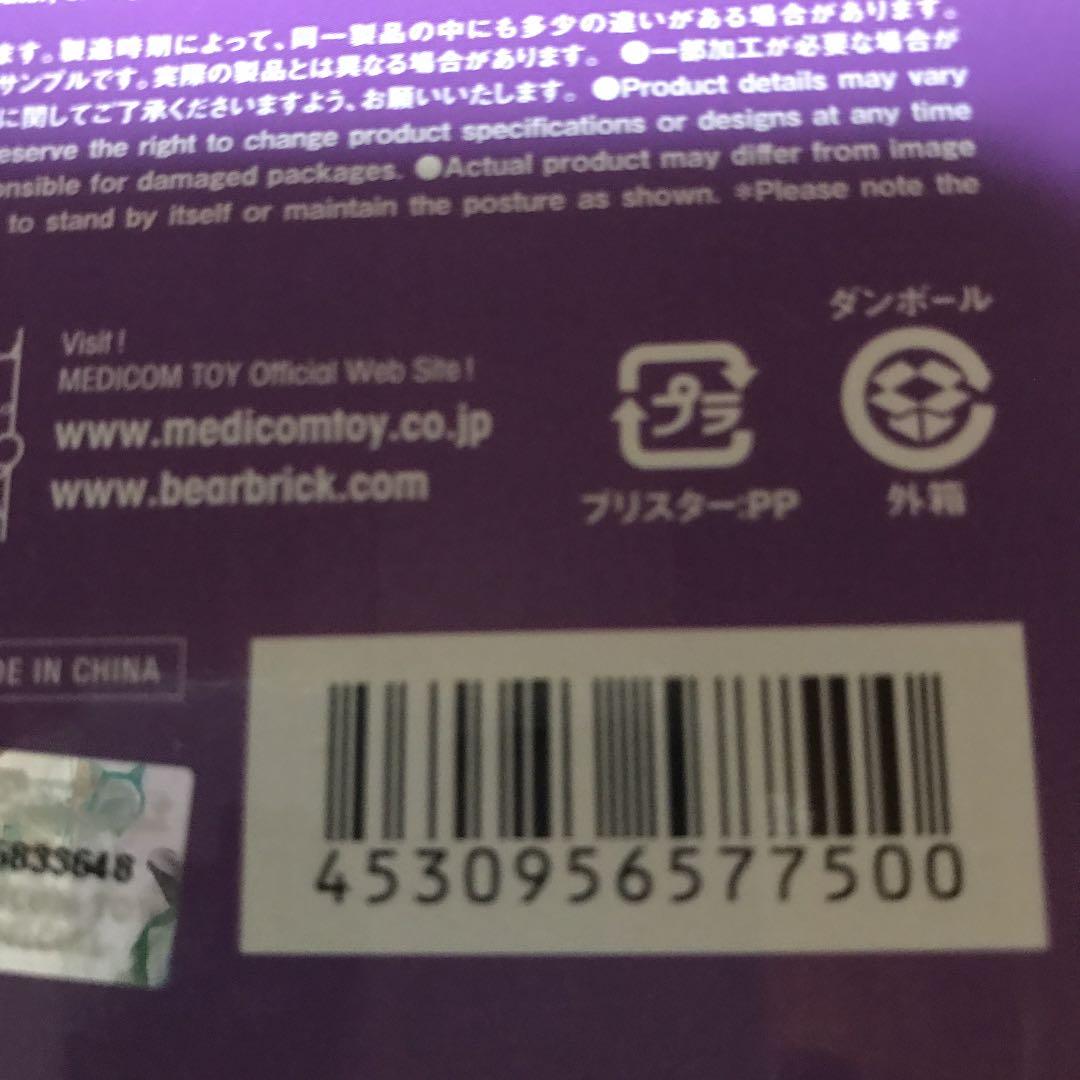 ます。製造時期によって、同一製品の中にも多少の違いがある場合があります。
サンプルです。実際の製品とは異なる場合があります。 ●一部加工が必要な場合が
に関してご了承くださいますよう、お願いいたします。 ●Product details may vary
eserve the right to change product specifications or designs at any time
onsible for damaged packages. ●Actual product may differ from image
to stand by itself or maintain the posture as shown. *Please note the
Visit!
MEDICOM TOY Official Web Site!
www.medicomtoy.co.jp
www.bearbrick.com
プラ
ブリスター:PP
ダンボール
外箱
DE IN CHINA
5833648
4530956577500